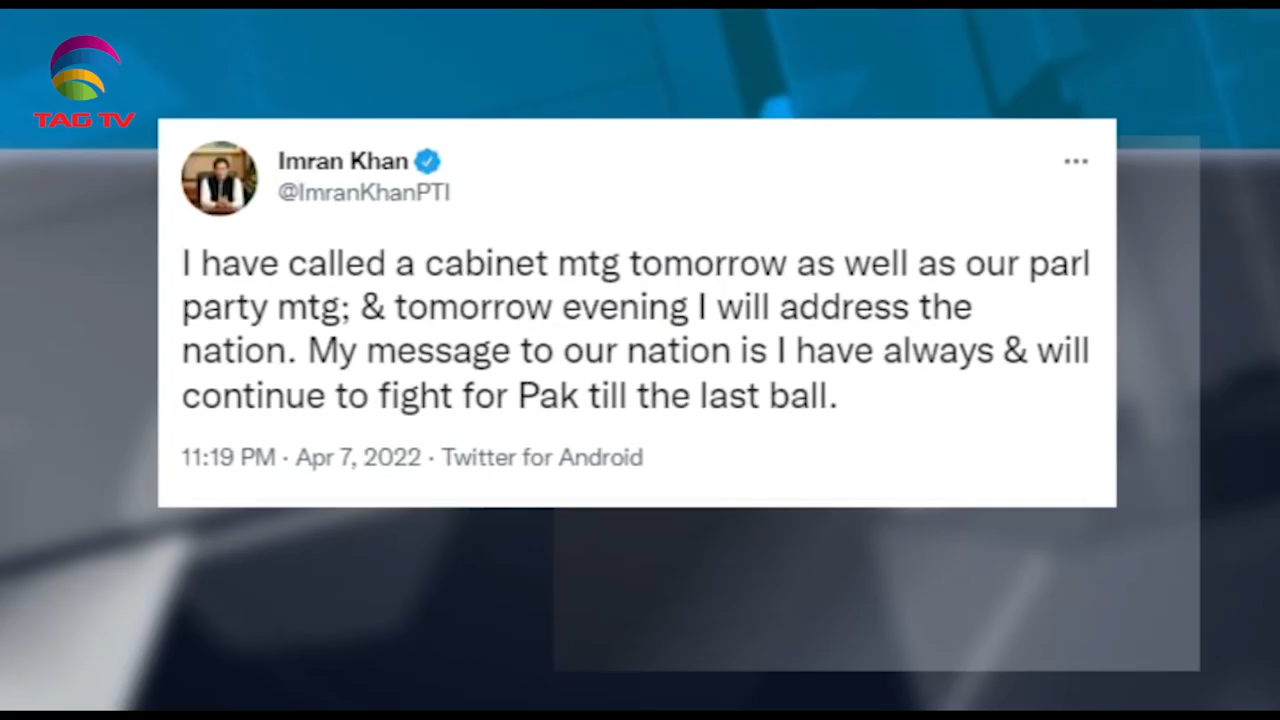 TAG TV
Imran Khan
@ImranKhanPTI
I have called a cabinet mtg tomorrow as well as our parl
party mtg; & tomorrow evening I will address the
nation. My message to our nation is I have always & will
continue to fight for Pak till the last ball.
11:19 PM · Apr 7, 2022 · Twitter for Android